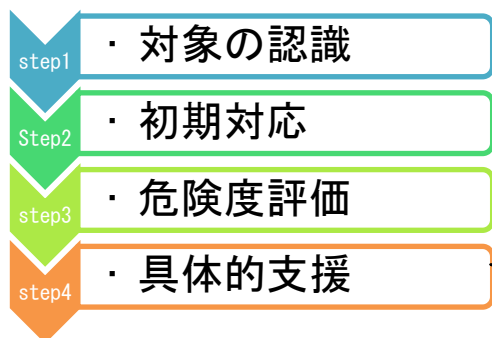 step1
・対象の認識
Step2
・初期対応
step3
・危険度評価
step4
・具体的支援